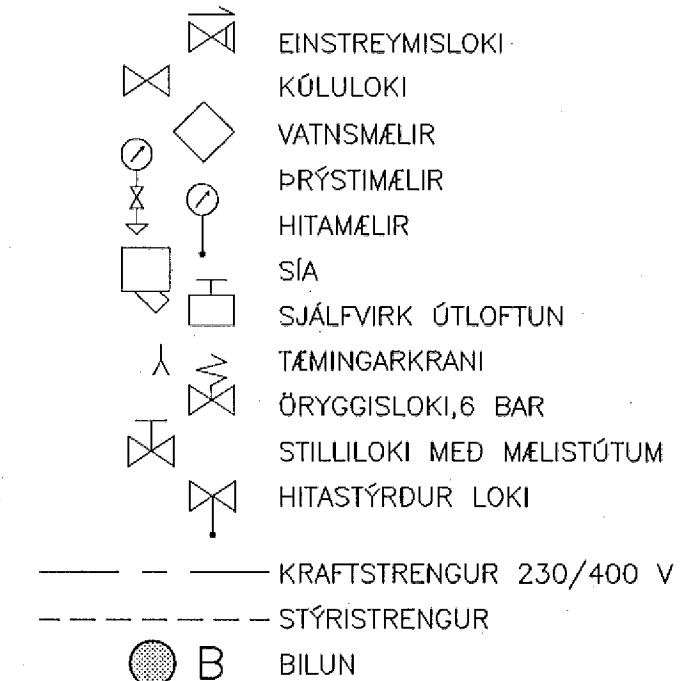 EINSTREYMISLOKI
KÚLULOKI
VATNSMÆLIR
ÞRÝSTIMÆLIR
HITAMÆLIR
SÍA
SJÁLFVIRK ÚTLOFTUN
TÆMINGARKRANI
ÖRYGGISLOKI,6 BAR
STILLILOKI MEÐ MÆLISTÚTUM
HITASTÝRÐUR LOKI
KRAFTSTRENGUR 230/400 V
STÝRISTRENGUR
B BILUN